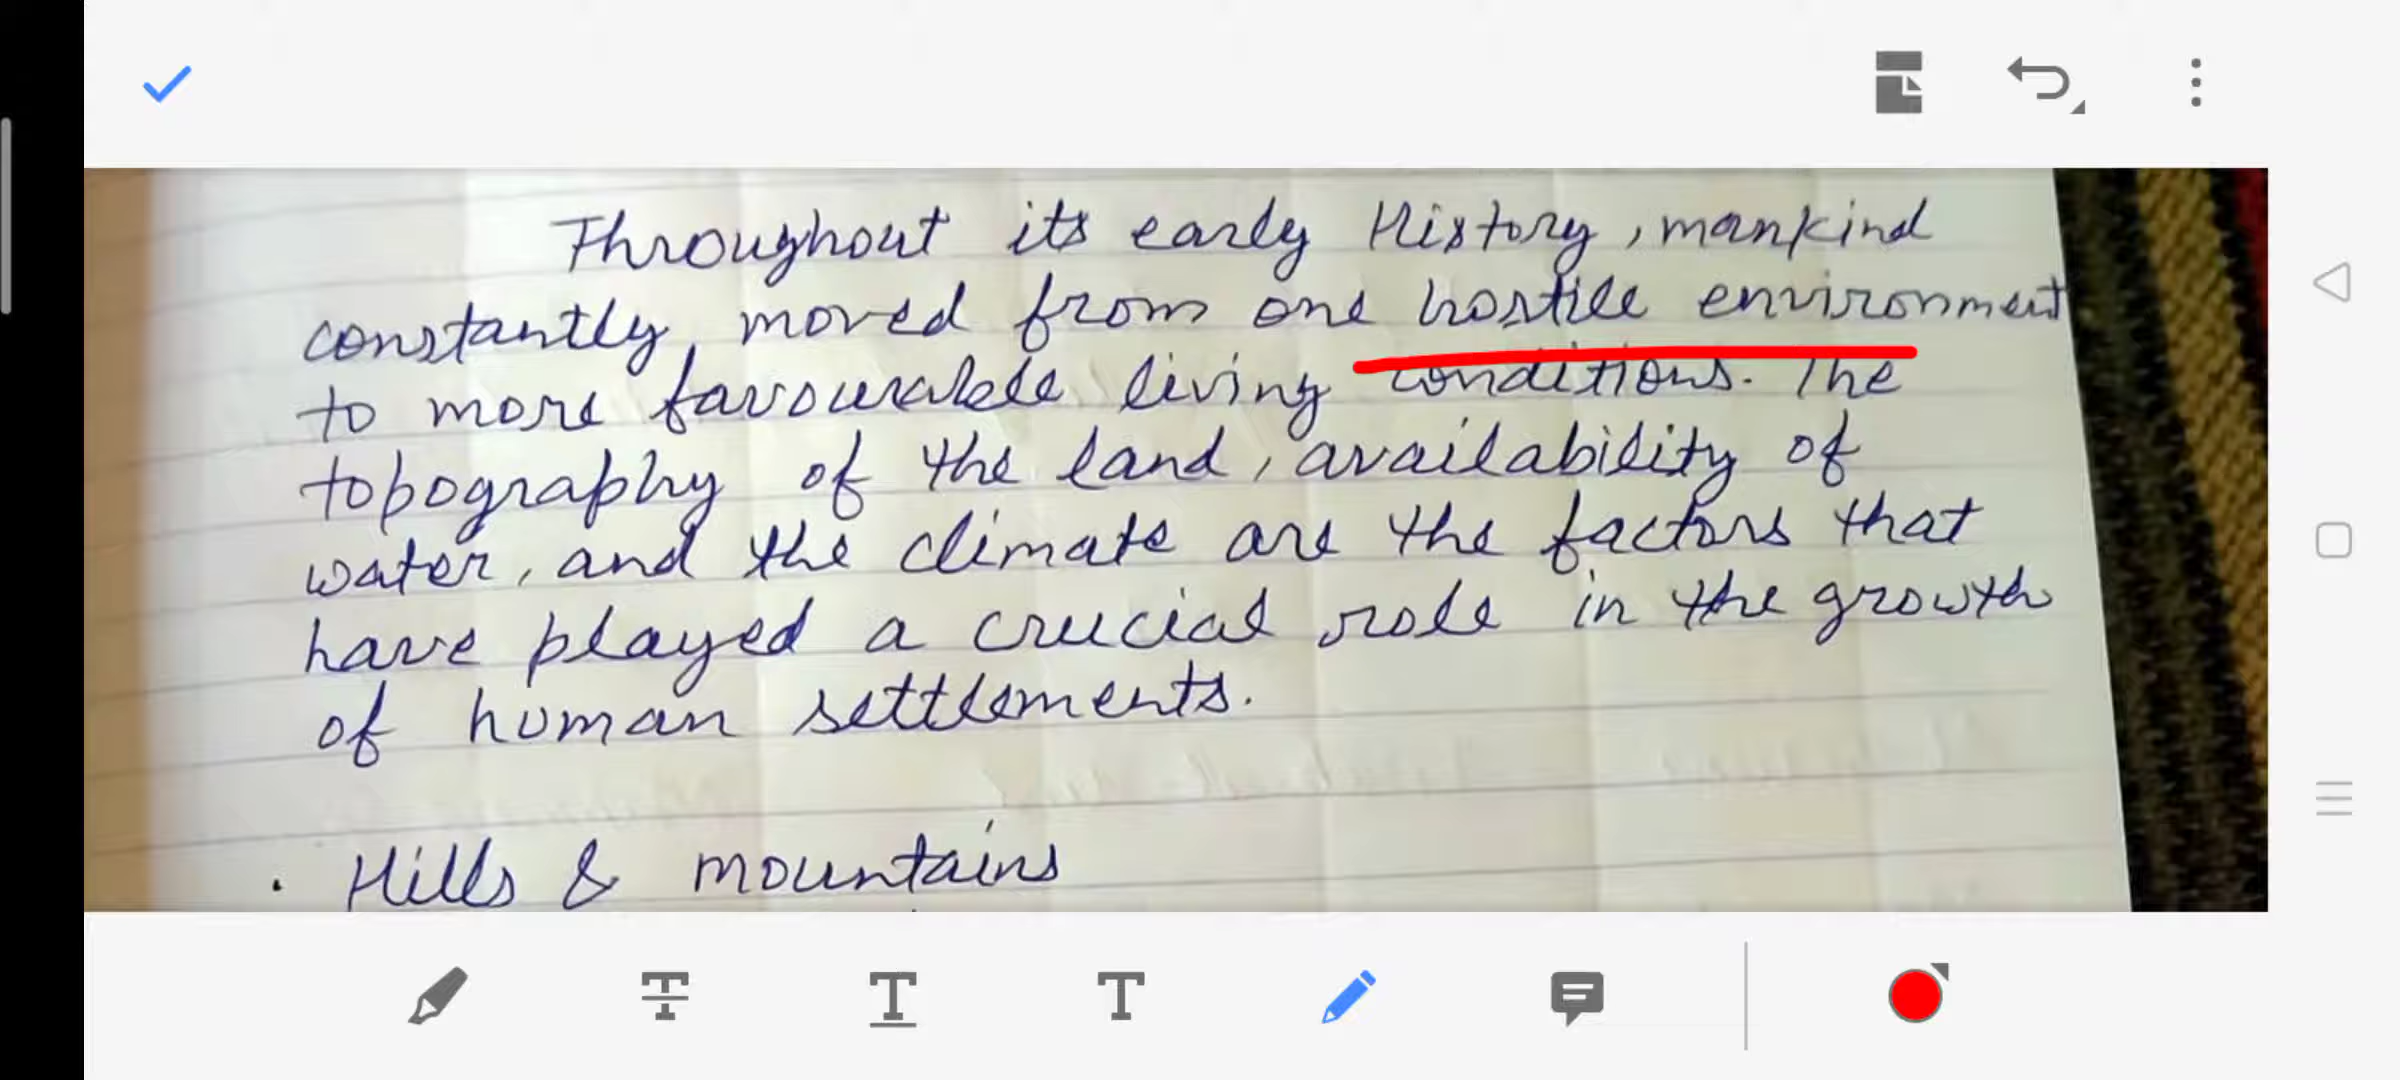 Throughout its early History, mankind
constantly moved from one hostile environment
to more favourable living conditions. The
topography of the land, availability of
water, and the climate are the factors that
have played a crucial role in the growth
of human settlements.
. Hills & mountains